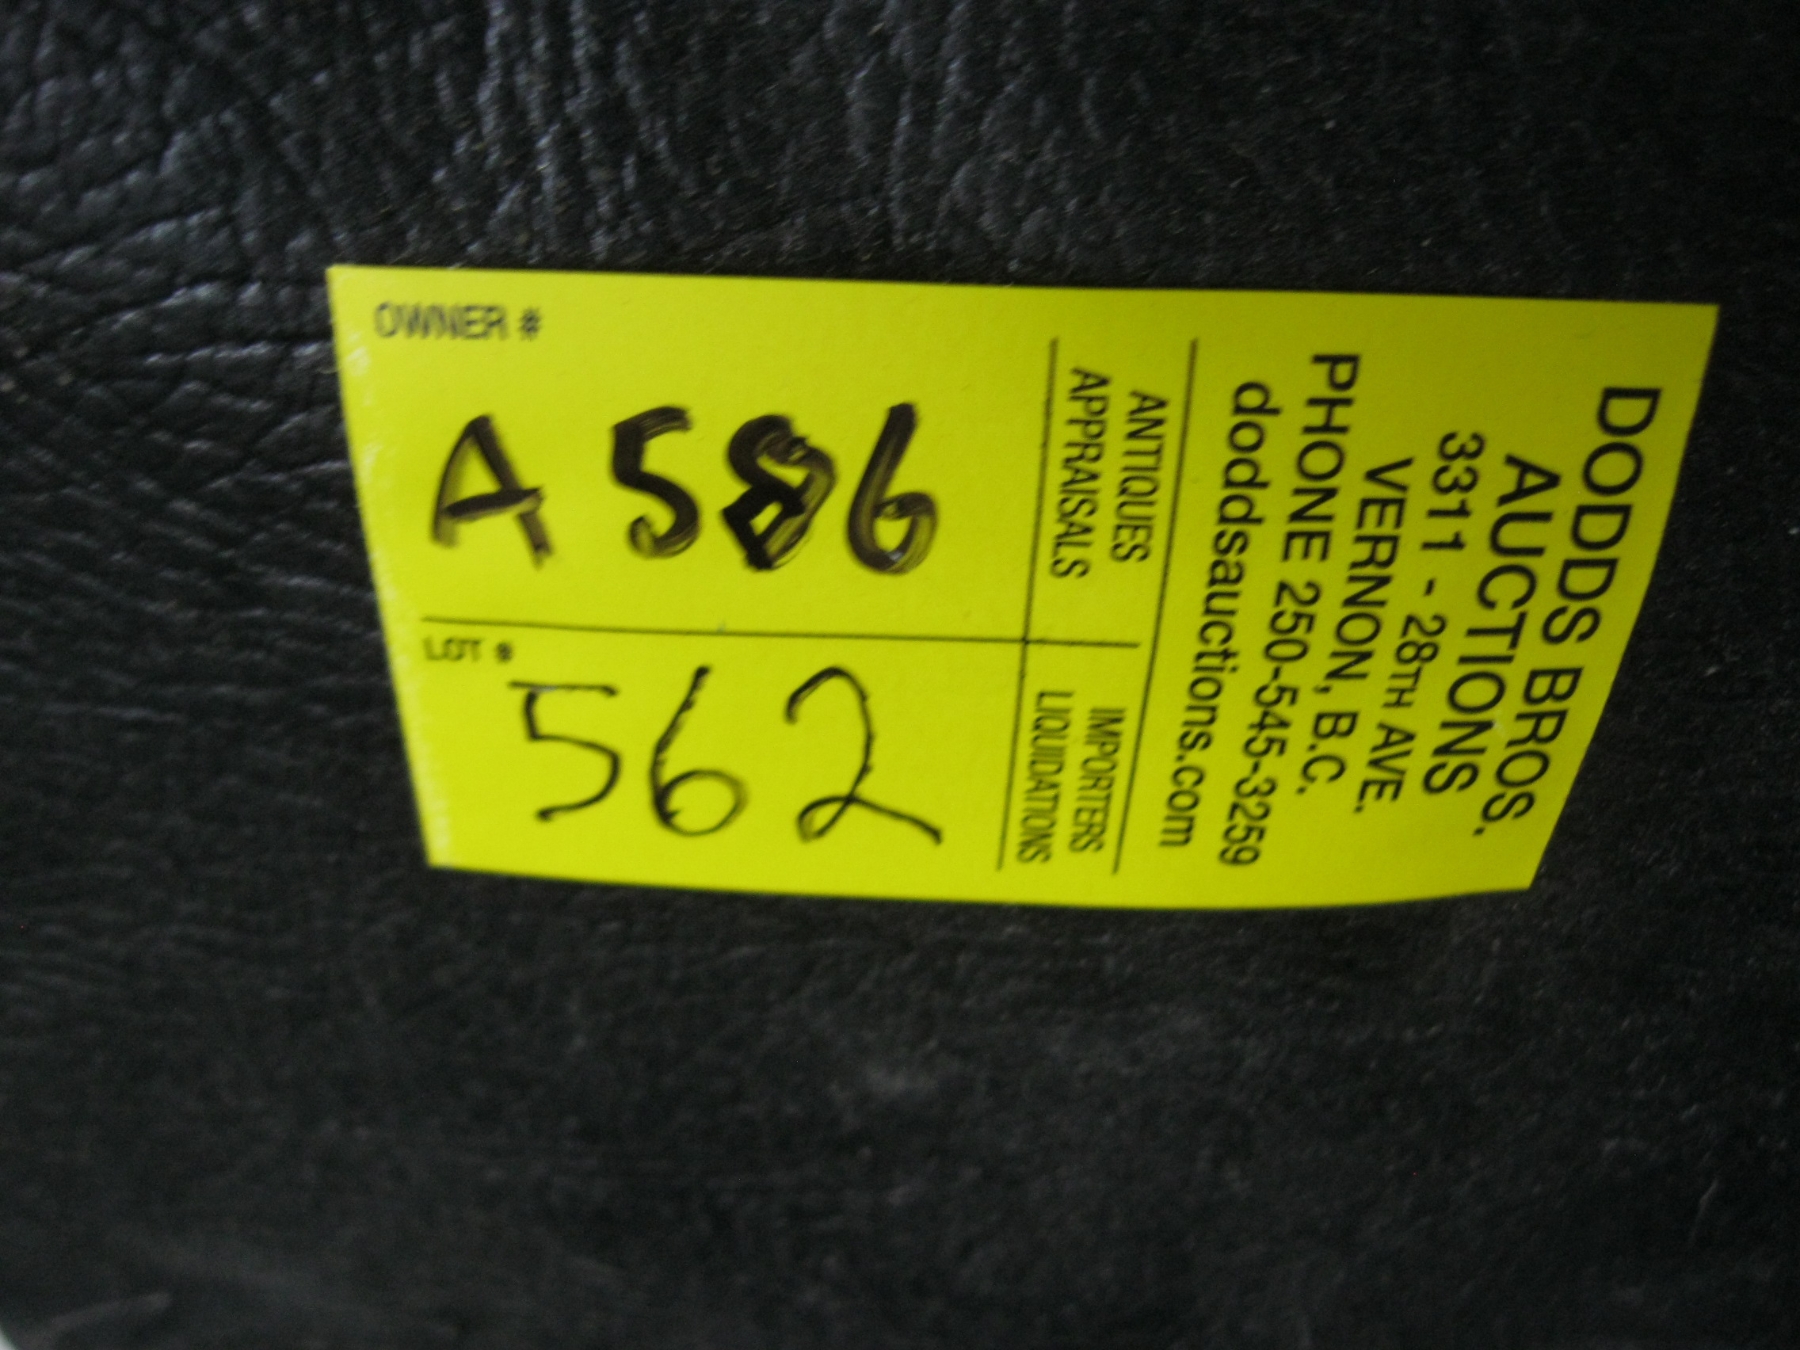 DODDS BROS.
AUCTIONS
3311 - 28TH AVE.
VERNON, B.C.
PHONE 250-545-3259
doddsauctions.com
ANTIQUES
APPRAISALS
IMPORTERS
LIQUIDATIONS
OWNER #
A 586
LOT #
562